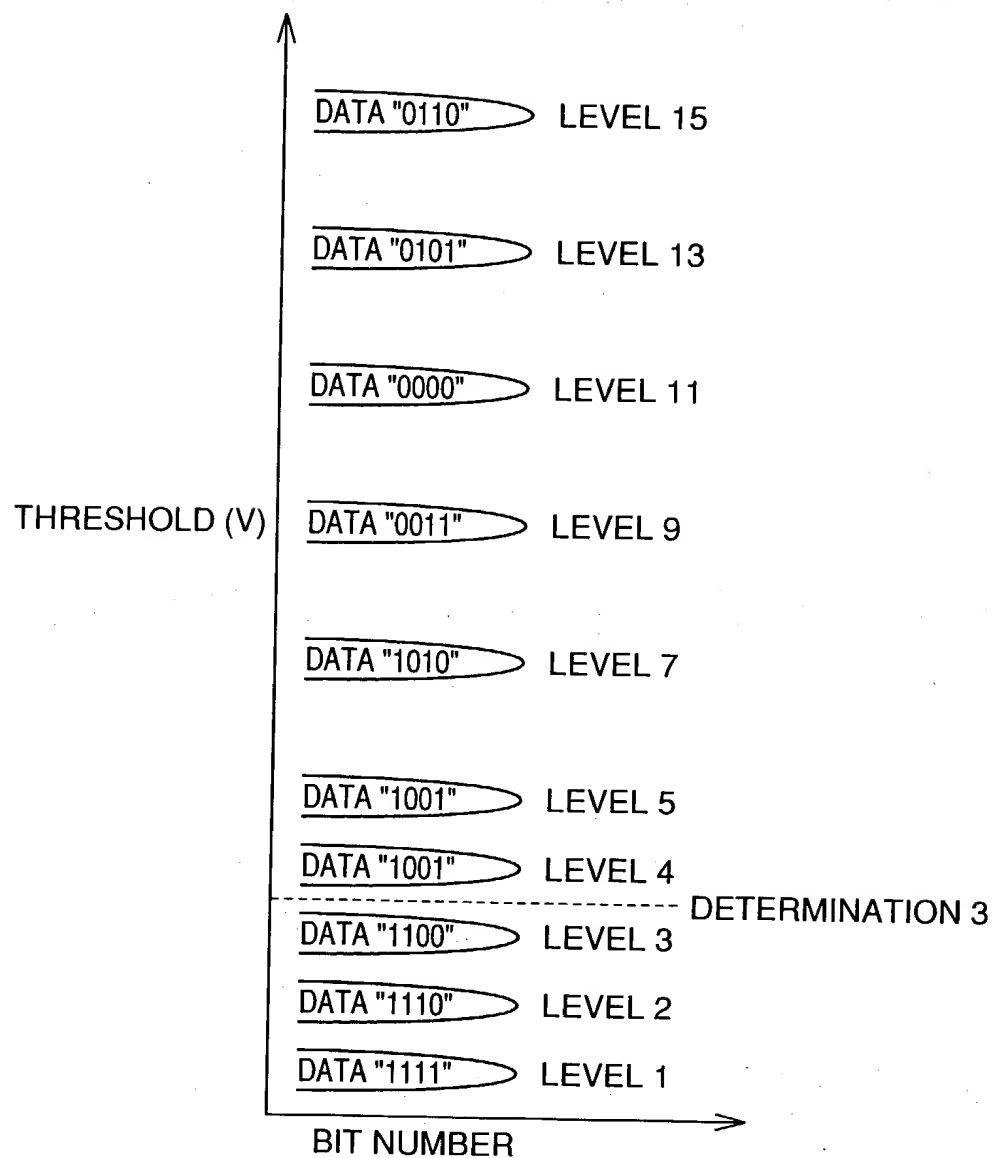 DATA "0110" LEVEL 15
DATA "0101" LEVEL 13
DATA "0000" LEVEL 11
THRESHOLD (V) DATA "0011" LEVEL 9
DATA "1010" LEVEL 7
DATA "1001" LEVEL 5
DATA "1001" LEVEL 4
DETERMINATION 3
DATA "1100" LEVEL 3
DATA "1110" LEVEL 2
DATA "1111" LEVEL 1
BIT NUMBER